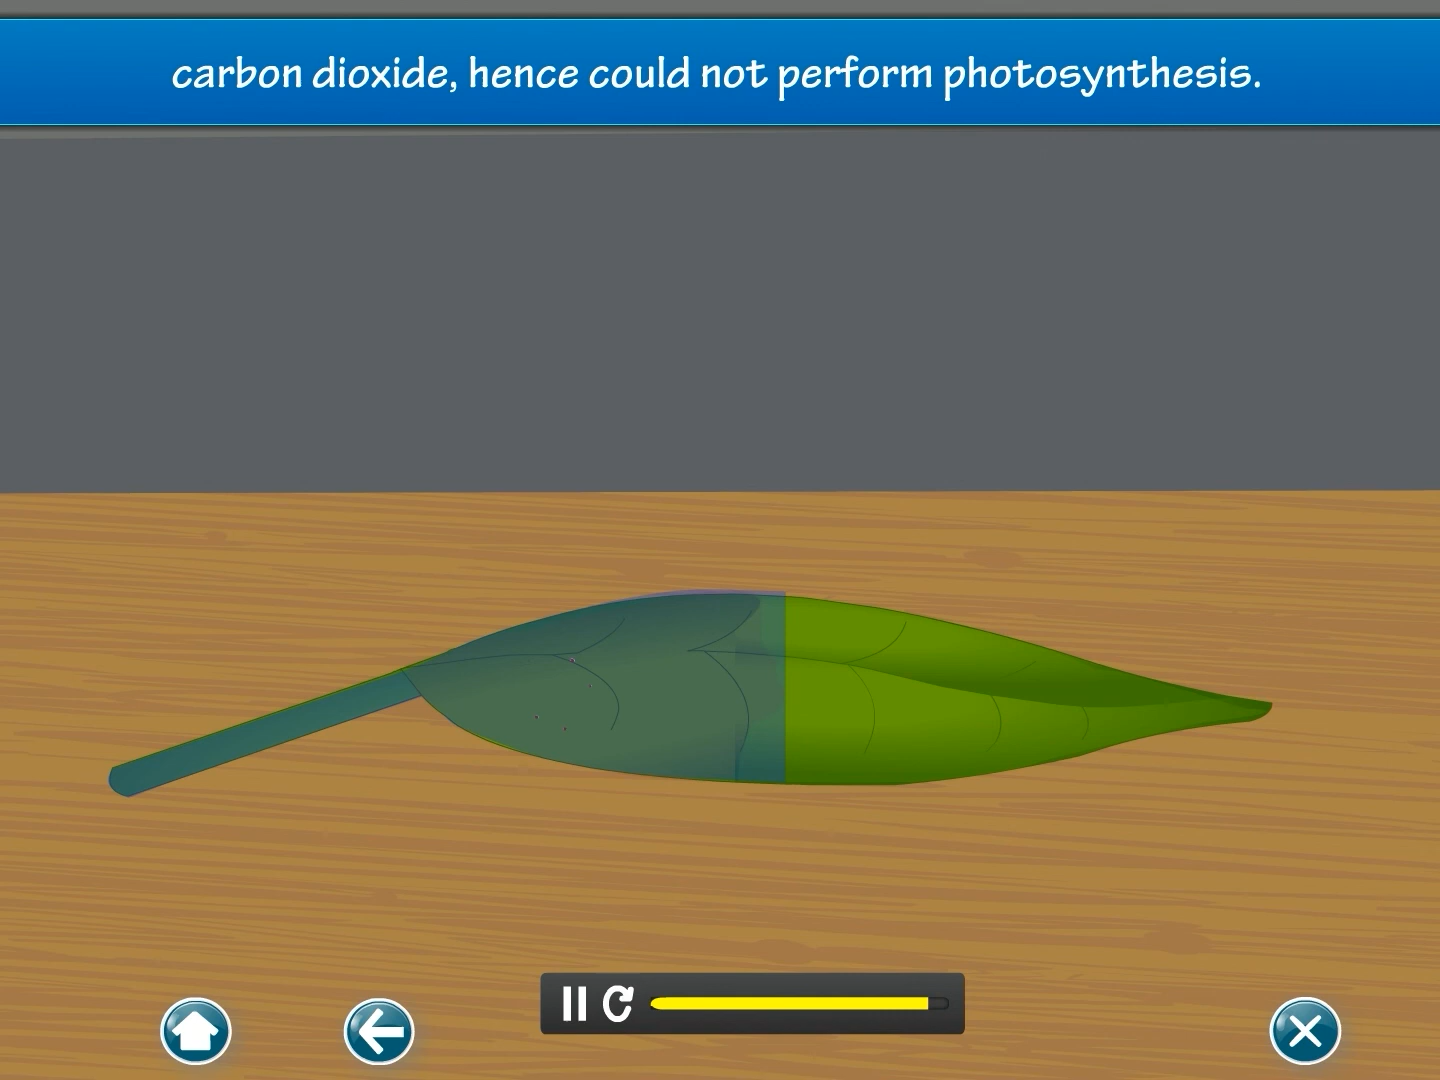 carbon dioxide, hence could not perform photosynthesis.